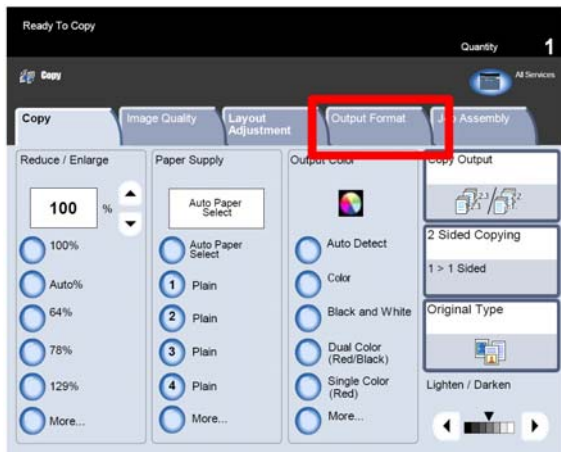 Ready To Copy
Quantity 1
Copy
All Services
Copy
Image Quality
Layout
Adjustment
Output Format
Job Assembly
Reduce / Enlarge
100 %
100%
Auto%
64%
78%
129%
More...
Paper Supply
Auto Paper
Select
Auto Paper
Select
1 Plain
2 Plain
3 Plain
4 Plain
More...
Output Color
Auto Detect
Color
Black and White
Dual Color
(Red/Black)
Single Color
(Red)
More...
Copy Output
2 Sided Copying
1 > 1 Sided
Original Type
Lighten / Darken